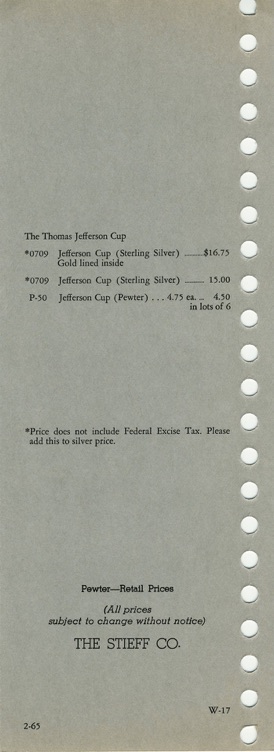 The Thomas Jefferson Cup
*0709 Jefferson Cup (Sterling Silver) ........$16.75
Gold lined inside
*0709 Jefferson Cup (Sterling Silver) ........ 15.00
P-50 Jefferson Cup (Pewter) . . . 4.75 ea. .. 4.50
in lots of 6
*Price does not include Federal Excise Tax. Please
add this to silver price.
Pewter—Retail Prices
(All prices
subject to change without notice)
THE STIEFF CO.
W-17
2-65